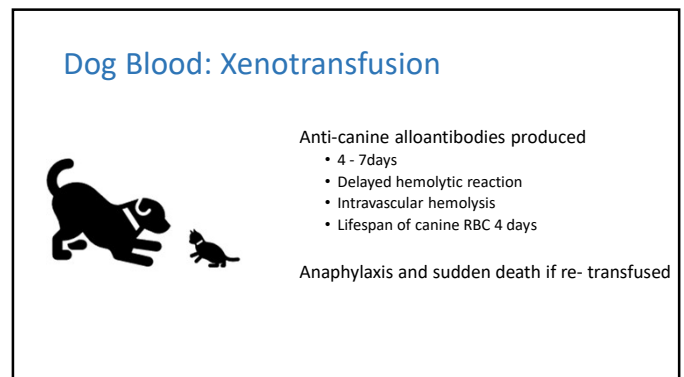 Dog Blood: Xenotransfusion
Anti-canine alloantibodies produced
• 4 - 7days
• Delayed hemolytic reaction
• Intravascular hemolysis
• Lifespan of canine RBC 4 days
Anaphylaxis and sudden death if re- transfused